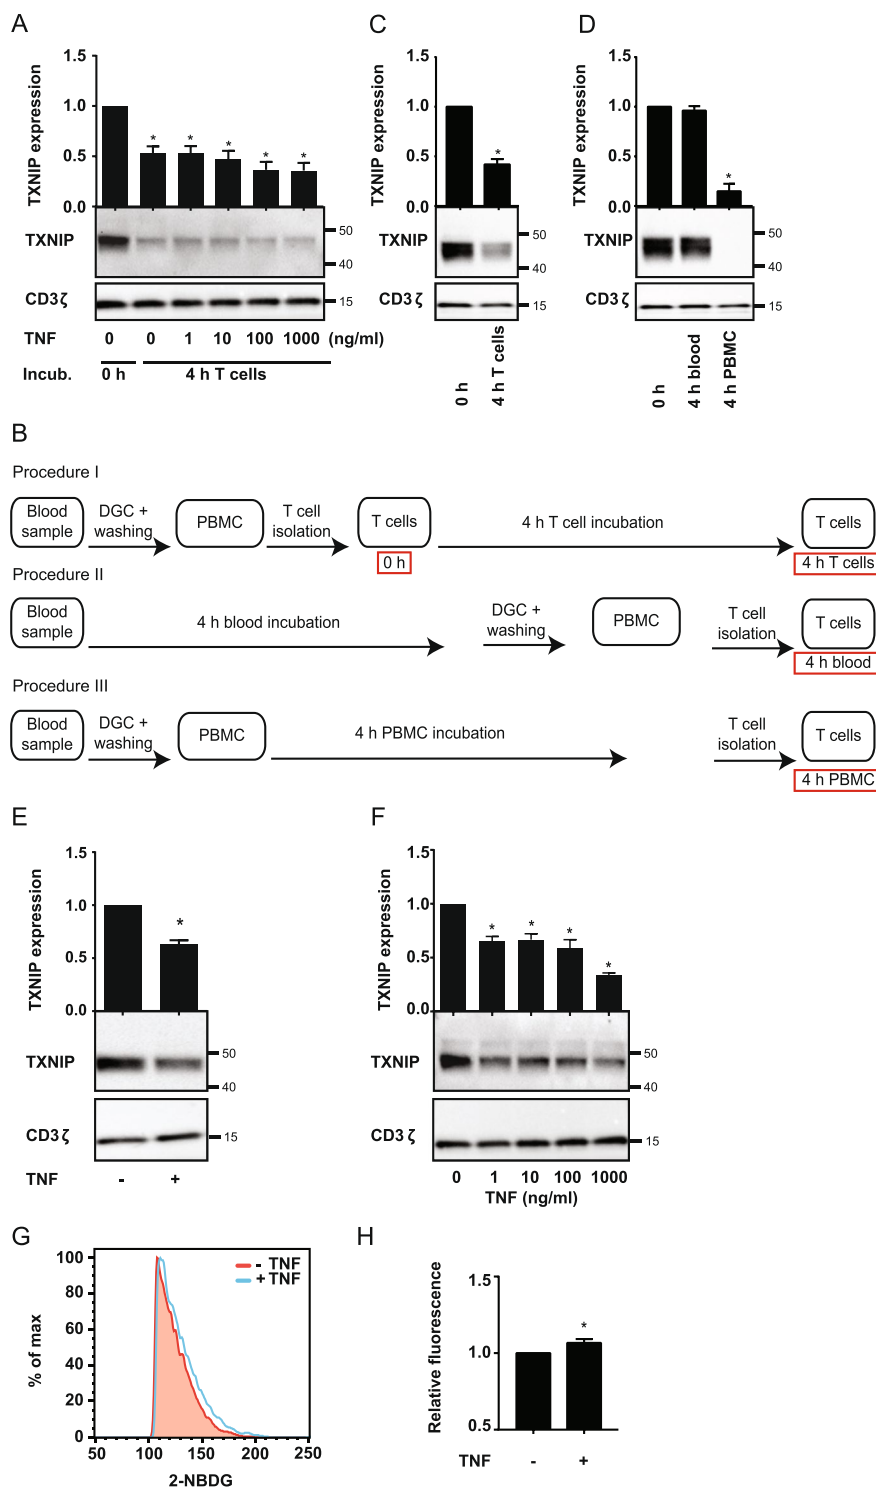 A
TXNIP expression
1.5
1.0
0.5
0.0
* * * * *
TXNIP
50
40
CD3ζ
15
TNF 0 0 1 10 100 1000 (ng/ml)
Incub. 0 h 4 h T cells
C
TXNIP expression
1.5
1.0
0.5
0.0
*
TXNIP
50
40
CD3ζ
15
0 h
4 h T cells
D
TXNIP expression
1.5
1.0
0.5
0.0
*
TXNIP
50
40
CD3ζ
15
0 h
4 h blood
4 h PBMC
B
Procedure I
Blood
sample
DGC +
washing
PBMC
T cell
isolation
T cells
0 h
4 h T cell incubation
T cells
4 h T cells
Procedure II
Blood
sample
4 h blood incubation
DGC +
washing
PBMC
T cell
isolation
T cells
4 h blood
Procedure III
Blood
sample
DGC +
washing
PBMC
4 h PBMC incubation
T cell
isolation
T cells
4 h PBMC
E
TXNIP expression
1.5
1.0
0.5
0.0
*
TXNIP
50
40
CD3ζ
15
TNF - +
F
TXNIP expression
1.5
1.0
0.5
0.0
* * * *
TXNIP
50
40
CD3ζ
15
0 1 10 100 1000
TNF (ng/ml)
G
% of max
100
80
60
40
20
0
- TNF
+ TNF
50 100 150 200 250
2-NBDG
H
Relative fluorescence
1.5
1.0
0.5
*
TNF - +